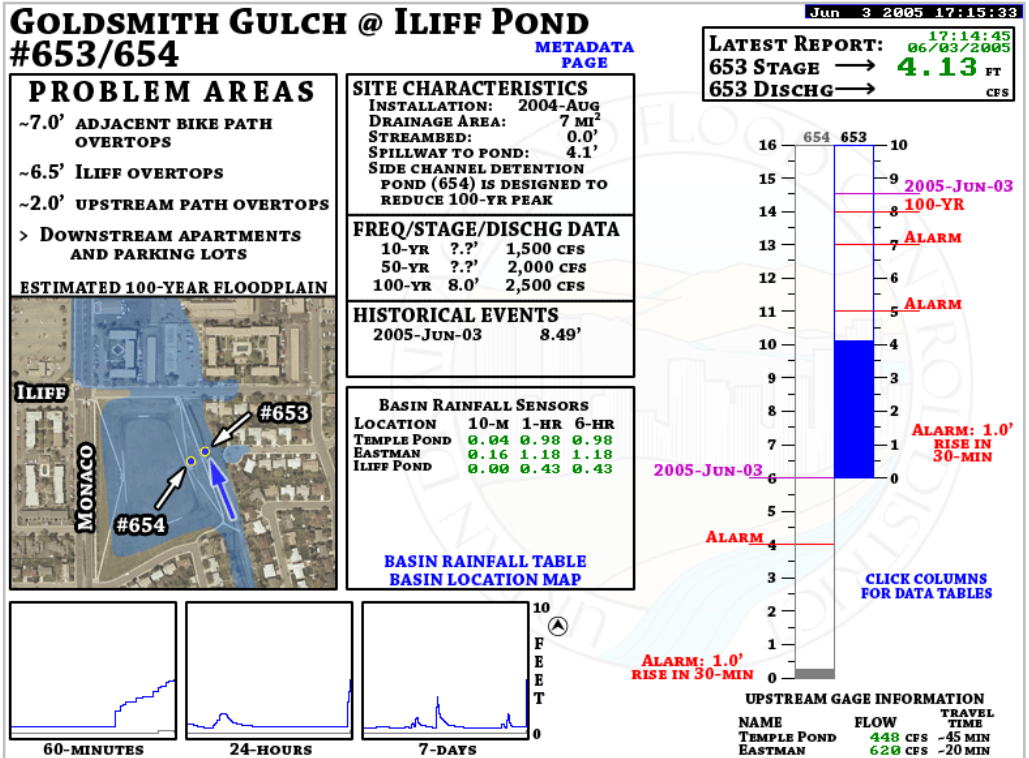 Jun 3 2005 17:15:33
GOLDSMITH GULCH @ ILIFF POND
#653/654
METADATA
PAGE
LATEST REPORT:
17:14:45
06/03/2005
653 STAGE → 4.13 FT
653 DISCHG → CFS
PROBLEM AREAS
~7.0' ADJACENT BIKE PATH
OVERTOPS
~6.5' ILIFF OVERTOPS
~2.0' UPSTREAM PATH OVERTOPS
> DOWNSTREAM APARTMENTS
AND PARKING LOTS
ESTIMATED 100-YEAR FLOODPLAIN
ILIFF
MONACO
#653
#654
SITE CHARACTERISTICS
INSTALLATION: 2004-AUG
DRAINAGE AREA: 7 MI²
STREAMBED: 0.0'
SPILLWAY TO POND: 4.1'
SIDE CHANNEL DETENTION
POND (654) IS DESIGNED TO
REDUCE 100-YR PEAK
FREQ/STAGE/DISCHG DATA
10-YR ?.?' 1,500 CFS
50-YR ?.?' 2,000 CFS
100-YR 8.0' 2,500 CFS
HISTORICAL EVENTS
2005-JUN-03 8.49'
BASIN RAINFALL SENSORS
LOCATION 10-M 1-HR 6-HR
TEMPLE POND 0.04 0.98 0.98
EASTMAN 0.16 1.18 1.18
ILIFF POND 0.00 0.43 0.43
BASIN RAINFALL TABLE
BASIN LOCATION MAP
654 653
16
15
14
13
12
11
10
9
8
7
6
5
4
3
2
1
0
10
9
8
7
6
5
4
3
2
1
0
2005-JUN-03
100-YR
ALARM
ALARM
ALARM: 1.0'
RISE IN
30-MIN
2005-JUN-03
ALARM
ALARM: 1.0'
RISE IN 30-MIN
CLICK COLUMNS
FOR DATA TABLES
10
FEET
0
60-MINUTES
24-HOURS
7-DAYS
UPSTREAM GAGE INFORMATION
NAME FLOW TRAVEL TIME
TEMPLE POND 448 CFS ~45 MIN
EASTMAN 620 CFS ~20 MIN